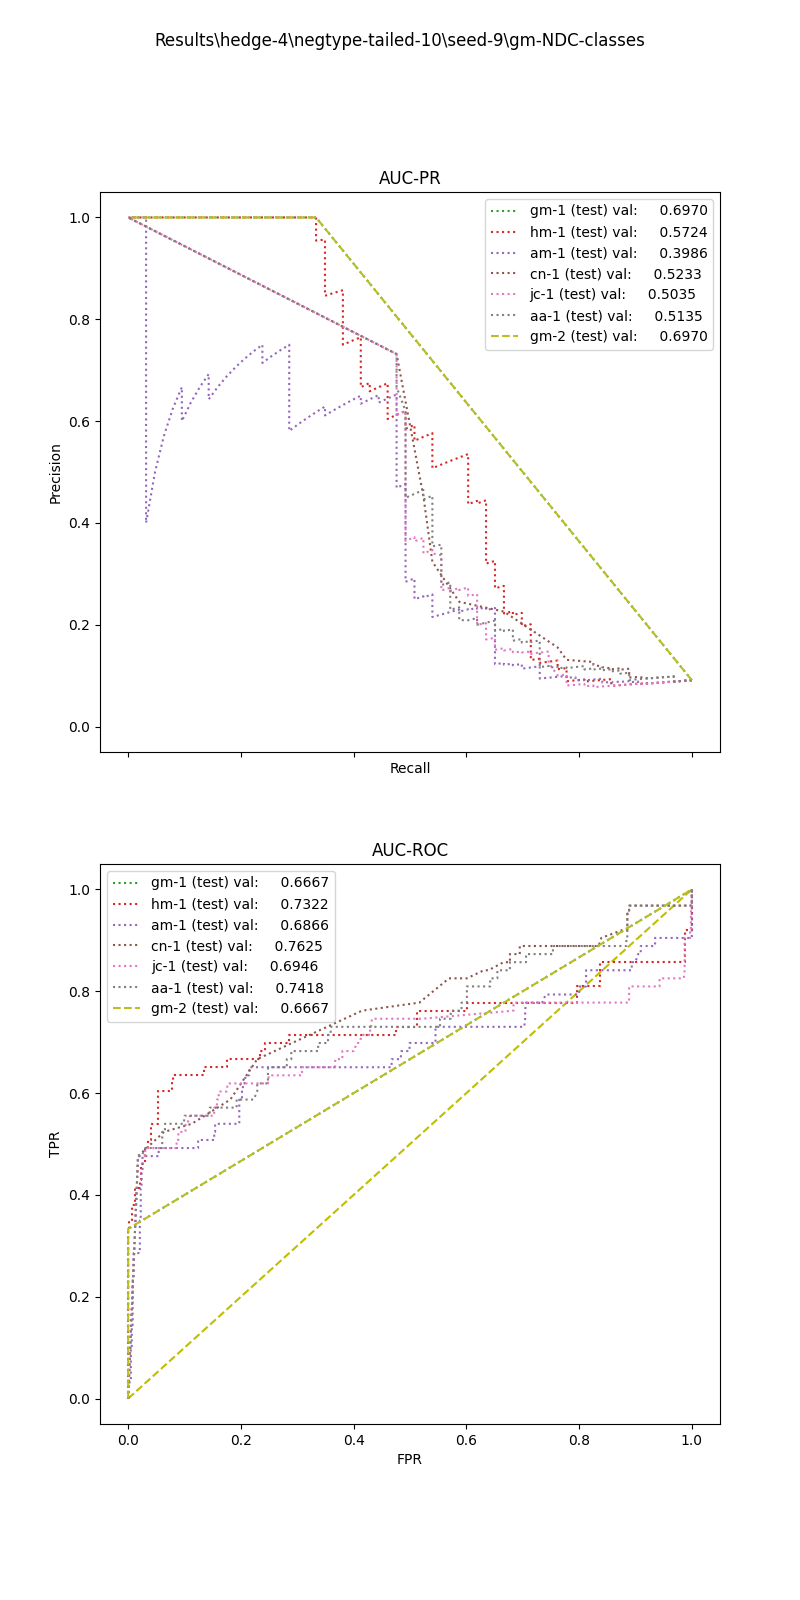 Results\hedge-4\negtype-tailed-10\seed-9\gm-NDC-classes
AUC-PR
gm-1 (test) val: 0.6970
hm-1 (test) val: 0.5724
am-1 (test) val: 0.3986
cn-1 (test) val: 0.5233
jc-1 (test) val: 0.5035
aa-1 (test) val: 0.5135
gm-2 (test) val: 0.6970
1.0
0.8
0.6
0.4
0.2
0.0
Precision
Recall
AUC-ROC
gm-1 (test) val: 0.6667
hm-1 (test) val: 0.7322
am-1 (test) val: 0.6866
cn-1 (test) val: 0.7625
jc-1 (test) val: 0.6946
aa-1 (test) val: 0.7418
gm-2 (test) val: 0.6667
1.0
0.8
0.6
0.4
0.2
0.0
TPR
0.0 0.2 0.4 0.6 0.8 1.0
FPR